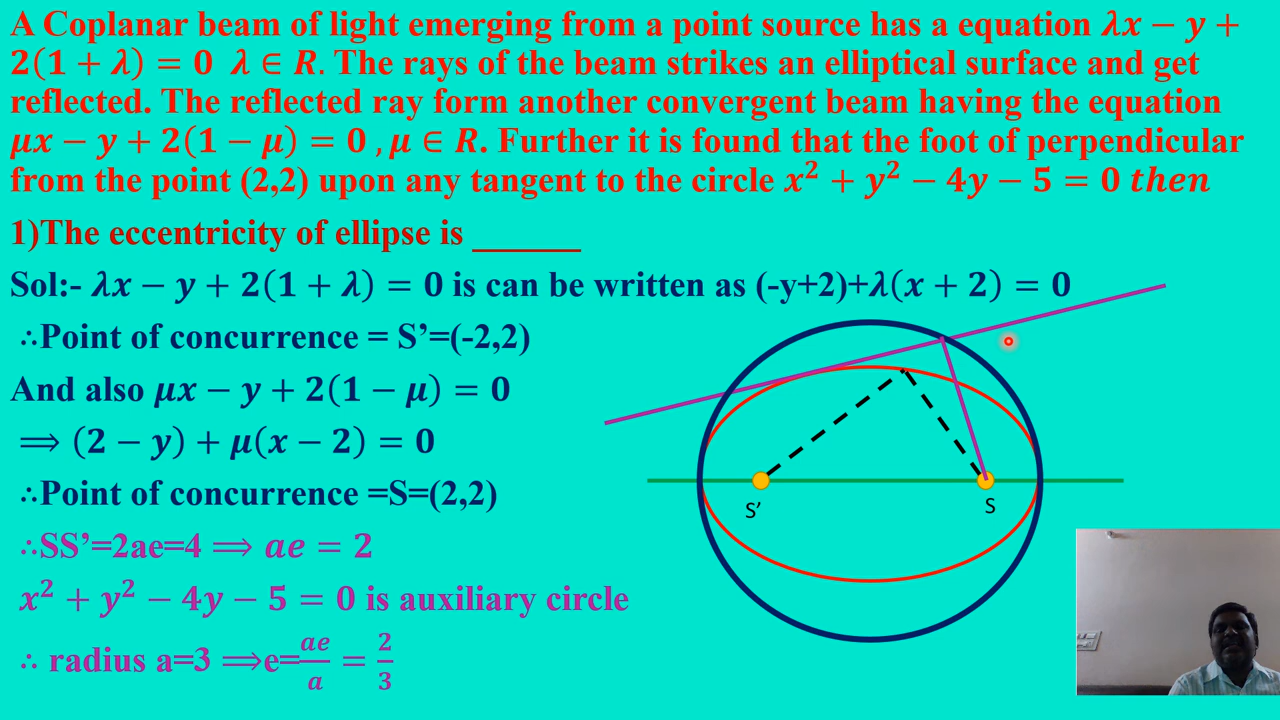 A Coplanar beam of light emerging from a point source has a equation λx − y +
2(1 + λ) = 0 λ ∈ R. The rays of the beam strikes an elliptical surface and get
reflected. The reflected ray form another convergent beam having the equation
μx − y + 2(1 − μ) = 0 , μ ∈ R. Further it is found that the foot of perpendicular
from the point (2,2) upon any tangent to the circle x² + y² − 4y − 5 = 0 then
1)The eccentricity of ellipse is ______
Sol:- λx − y + 2(1 + λ) = 0 is can be written as (-y+2)+λ(x + 2) = 0
∴Point of concurrence = S’=(-2,2)
And also μx − y + 2(1 − μ) = 0
⟹ (2 − y) + μ(x − 2) = 0
∴Point of concurrence =S=(2,2)
∴SS’=2ae=4 ⟹ ae = 2
x² + y² − 4y − 5 = 0 is auxiliary circle
∴ radius a=3 ⟹e=ae/a = 2/3
S’
S